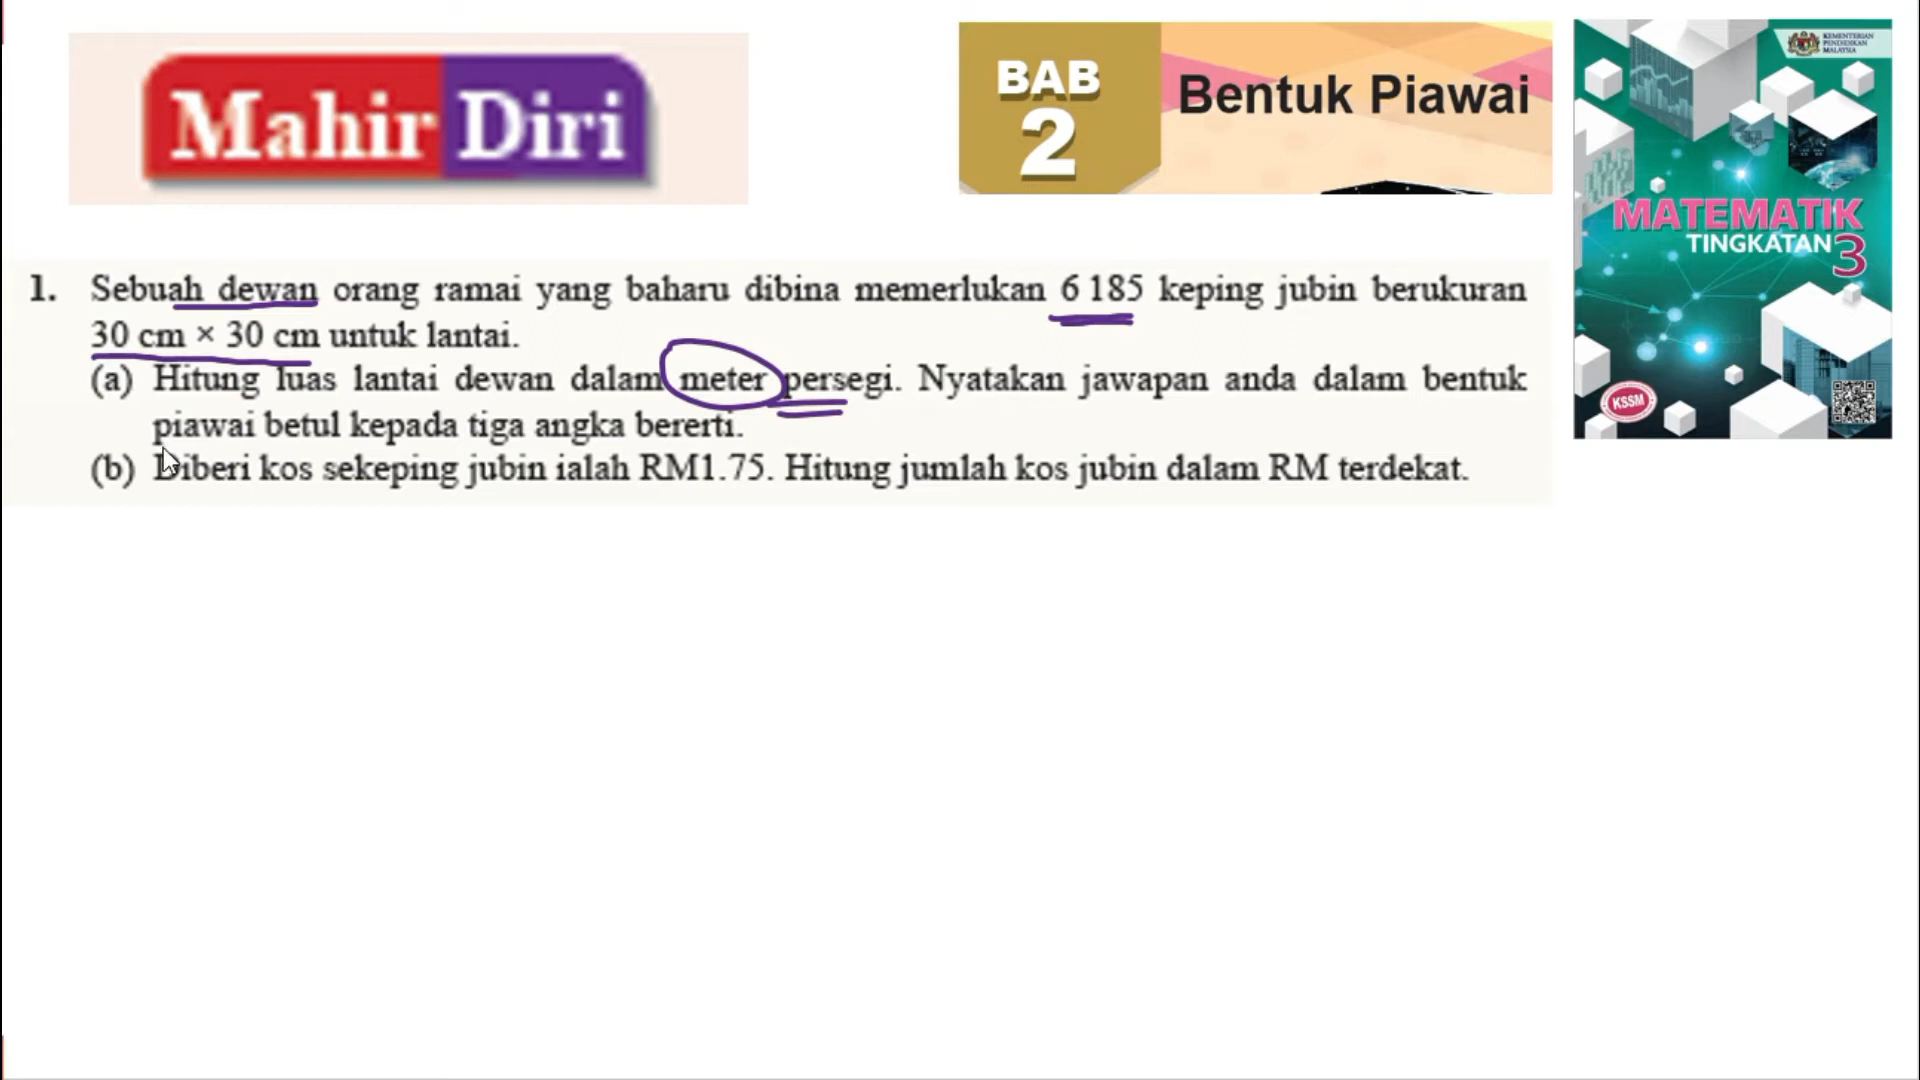 Mahir Diri
BAB
2
Bentuk Piawai
KEMENTERIAN
PENDIDIKAN
MALAYSIA
MATEMATIK
TINGKATAN 3
KSSM
1. Sebuah dewan orang ramai yang baharu dibina memerlukan 6 185 keping jubin berukuran
30 cm × 30 cm untuk lantai.
(a) Hitung luas lantai dewan dalam meter persegi. Nyatakan jawapan anda dalam bentuk
piawai betul kepada tiga angka bererti.
(b) Diberi kos sekeping jubin ialah RM1.75. Hitung jumlah kos jubin dalam RM terdekat.